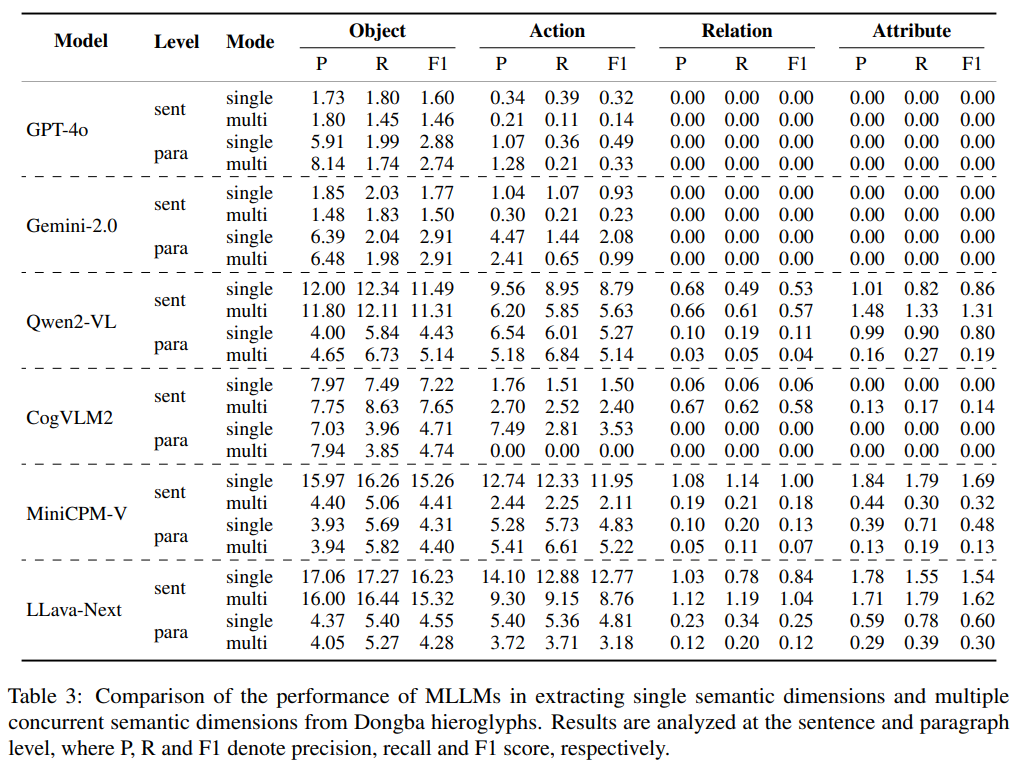 Model Level Mode Object Action Relation Attribute
P R F1 P R F1 P R F1 P R F1
GPT-4o sent single 1.73 1.80 1.60 0.34 0.39 0.32 0.00 0.00 0.00 0.00 0.00 0.00
multi 1.80 1.45 1.46 0.21 0.11 0.14 0.00 0.00 0.00 0.00 0.00 0.00
para single 5.91 1.99 2.88 1.07 0.36 0.49 0.00 0.00 0.00 0.00 0.00 0.00
multi 8.14 1.74 2.74 1.28 0.21 0.33 0.00 0.00 0.00 0.00 0.00 0.00
Gemini-2.0 sent single 1.85 2.03 1.77 1.04 1.07 0.93 0.00 0.00 0.00 0.00 0.00 0.00
multi 1.48 1.83 1.50 0.30 0.21 0.23 0.00 0.00 0.00 0.00 0.00 0.00
para single 6.39 2.04 2.91 4.47 1.44 2.08 0.00 0.00 0.00 0.00 0.00 0.00
multi 6.48 1.98 2.91 2.41 0.65 0.99 0.00 0.00 0.00 0.00 0.00 0.00
Qwen2-VL sent single 12.00 12.34 11.49 9.56 8.95 8.79 0.68 0.49 0.53 1.01 0.82 0.86
multi 11.80 12.11 11.31 6.20 5.85 5.63 0.66 0.61 0.57 1.48 1.33 1.31
para single 4.00 5.84 4.43 6.54 6.01 5.27 0.10 0.19 0.11 0.99 0.90 0.80
multi 4.65 6.73 5.14 5.18 6.84 5.14 0.03 0.05 0.04 0.16 0.27 0.19
CogVLM2 sent single 7.97 7.49 7.22 1.76 1.51 1.50 0.06 0.06 0.06 0.00 0.00 0.00
multi 7.75 8.63 7.65 2.70 2.52 2.40 0.67 0.62 0.58 0.13 0.17 0.14
para single 7.03 3.96 4.71 7.49 2.81 3.53 0.00 0.00 0.00 0.00 0.00 0.00
multi 7.94 3.85 4.74 0.00 0.00 0.00 0.00 0.00 0.00 0.00 0.00 0.00
MiniCPM-V sent single 15.97 16.26 15.26 12.74 12.33 11.95 1.08 1.14 1.00 1.84 1.79 1.69
multi 4.40 5.06 4.41 2.44 2.25 2.11 0.19 0.21 0.18 0.44 0.30 0.32
para single 3.93 5.69 4.31 5.28 5.73 4.83 0.10 0.20 0.13 0.39 0.71 0.48
multi 3.94 5.82 4.40 5.41 6.61 5.22 0.05 0.11 0.07 0.13 0.19 0.13
LLava-Next sent single 17.06 17.27 16.23 14.10 12.88 12.77 1.03 0.78 0.84 1.78 1.55 1.54
multi 16.00 16.44 15.32 9.30 9.15 8.76 1.12 1.19 1.04 1.71 1.79 1.62
para single 4.37 5.40 4.55 5.40 5.36 4.81 0.23 0.34 0.25 0.59 0.78 0.60
multi 4.05 5.27 4.28 3.72 3.71 3.18 0.12 0.20 0.12 0.29 0.39 0.30
Table 3: Comparison of the performance of MLLMs in extracting single semantic dimensions and multiple
concurrent semantic dimensions from Dongba hieroglyphs. Results are analyzed at the sentence and paragraph
level, where P, R and F1 denote precision, recall and F1 score, respectively.